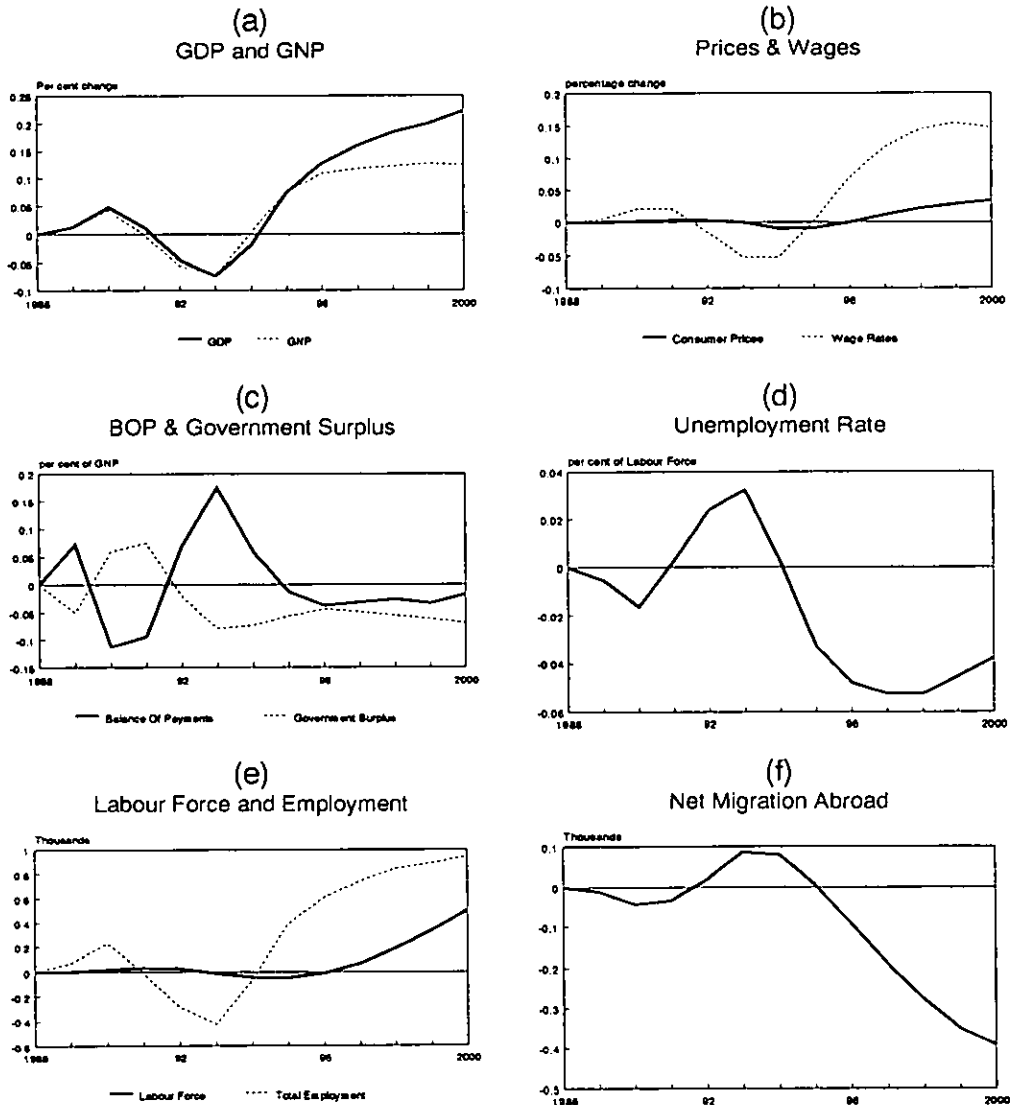 (a)
GDP and GNP
Per cent change
0.25
0.2
0.15
0.1
0.05
0
-0.05
-0.1
1988 92 96 2000
GDP GNP
(b)
Prices & Wages
percentage change
0.2
0.15
0.1
0.05
0
-0.05
-0.1
1988 92 96 2000
Consumer Prices Wage Rates
(c)
BOP & Government Surplus
per cent of GNP
0.2
0.15
0.1
0.05
0
-0.05
-0.1
-0.15
1988 92 96 2000
Balance Of Payments Government Surplus
(d)
Unemployment Rate
per cent of Labour Force
0.04
0.02
0
-0.02
-0.04
-0.06
1988 92 96 2000
(e)
Labour Force and Employment
Thousands
1
0.8
0.6
0.4
0.2
0
-0.2
-0.4
-0.6
1988 92 96 2000
Labour Force Total Employment
(f)
Net Migration Abroad
Thousands
0.1
0
-0.1
-0.2
-0.3
-0.4
-0.5
1988 92 96 2000